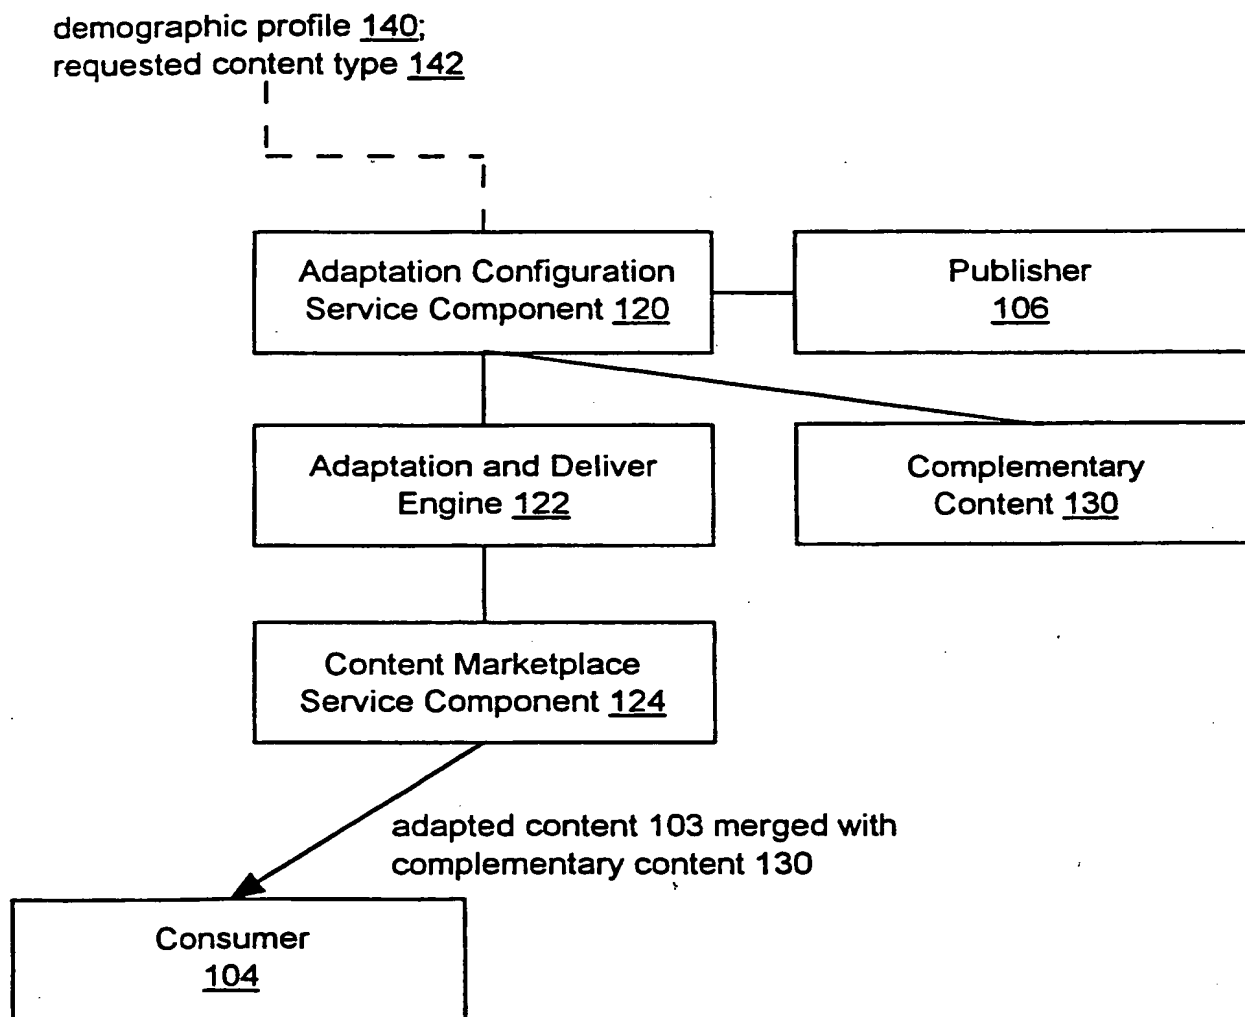 demographic profile 140;
requested content type 142
Adaptation Configuration
Service Component 120
Publisher
106
Adaptation and Deliver
Engine 122
Complementary
Content 130
Content Marketplace
Service Component 124
adapted content 103 merged with
complementary content 130
Consumer
104